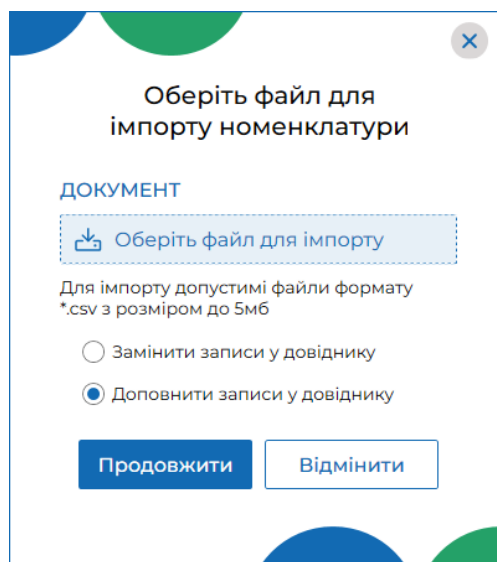 Оберіть файл для
імпорту номенклатури
ДОКУМЕНТ
Оберіть файл для імпорту
Для імпорту допустимі файли формату
*.csv з розміром до 5мб
Замінити записи у довіднику
Доповнити записи у довіднику
Продовжити
Відмінити